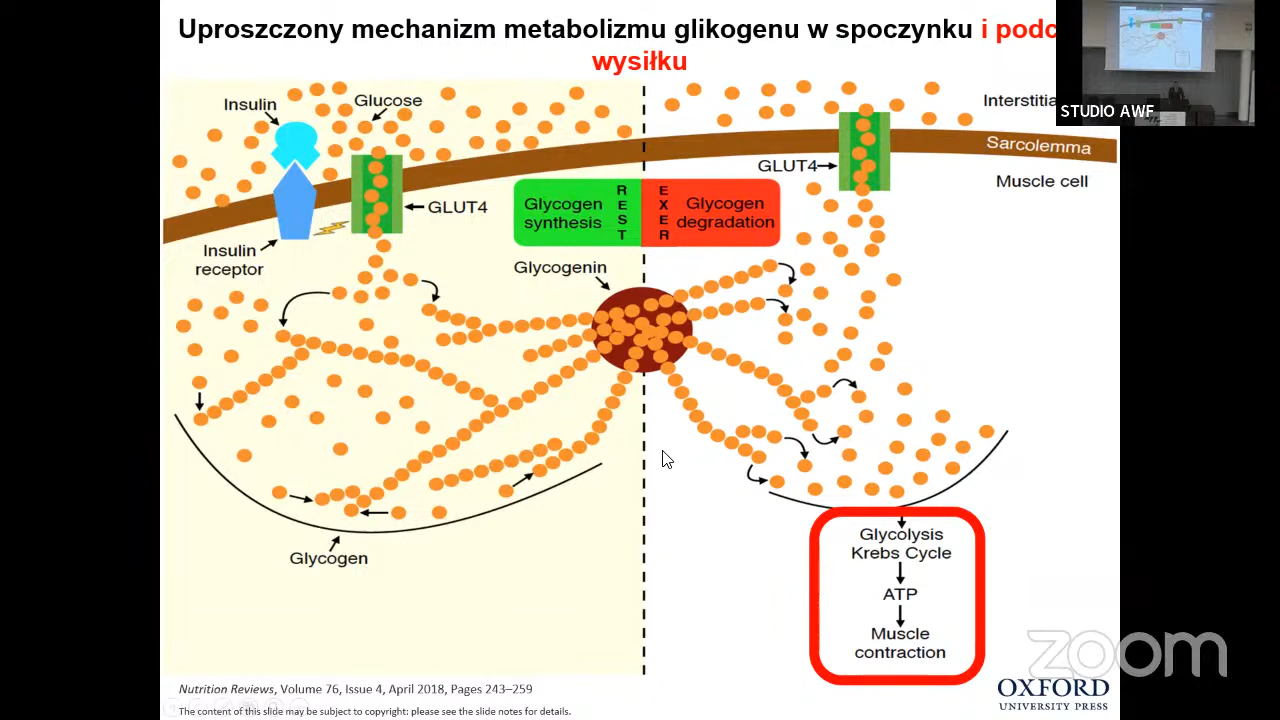 Uproszczony mechanizm metabolizmu glikogenu w spoczynku i podc
wysiłku
STUDIO AWF
Insulin
Glucose
Interstitia
Sarcolemma
GLUT4
Muscle cell
GLUT4
Glycogen
synthesis
REST
EXER
Glycogen
degradation
Insulin
receptor
Glycogenin
Glycogen
Glycolysis
Krebs Cycle
ATP
Muscle
contraction
zoom
Nutrition Reviews, Volume 76, Issue 4, April 2018, Pages 243–259
The content of this slide may be subject to copyright: please see the slide notes for details.
OXFORD
UNIVERSITY PRESS